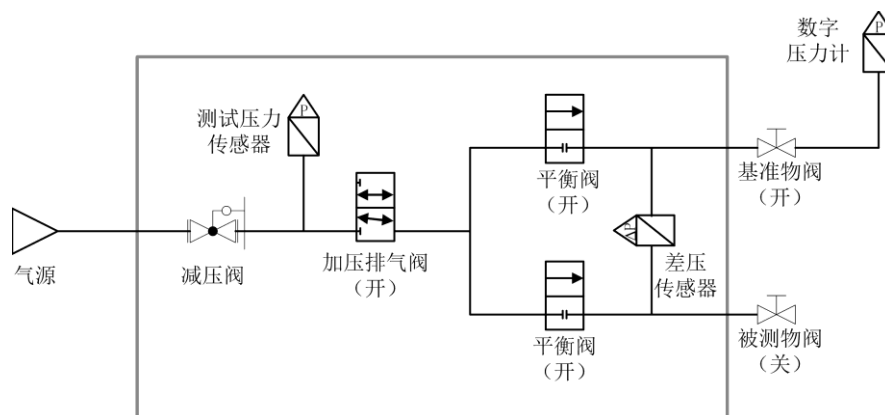 数字
压力计
P
P
测试压力
传感器
平衡阀
（开）
基准物阀
（开）
ΔP
差压
传感器
气源
减压阀
加压排气阀
（开）
平衡阀
（开）
被测物阀
（关）